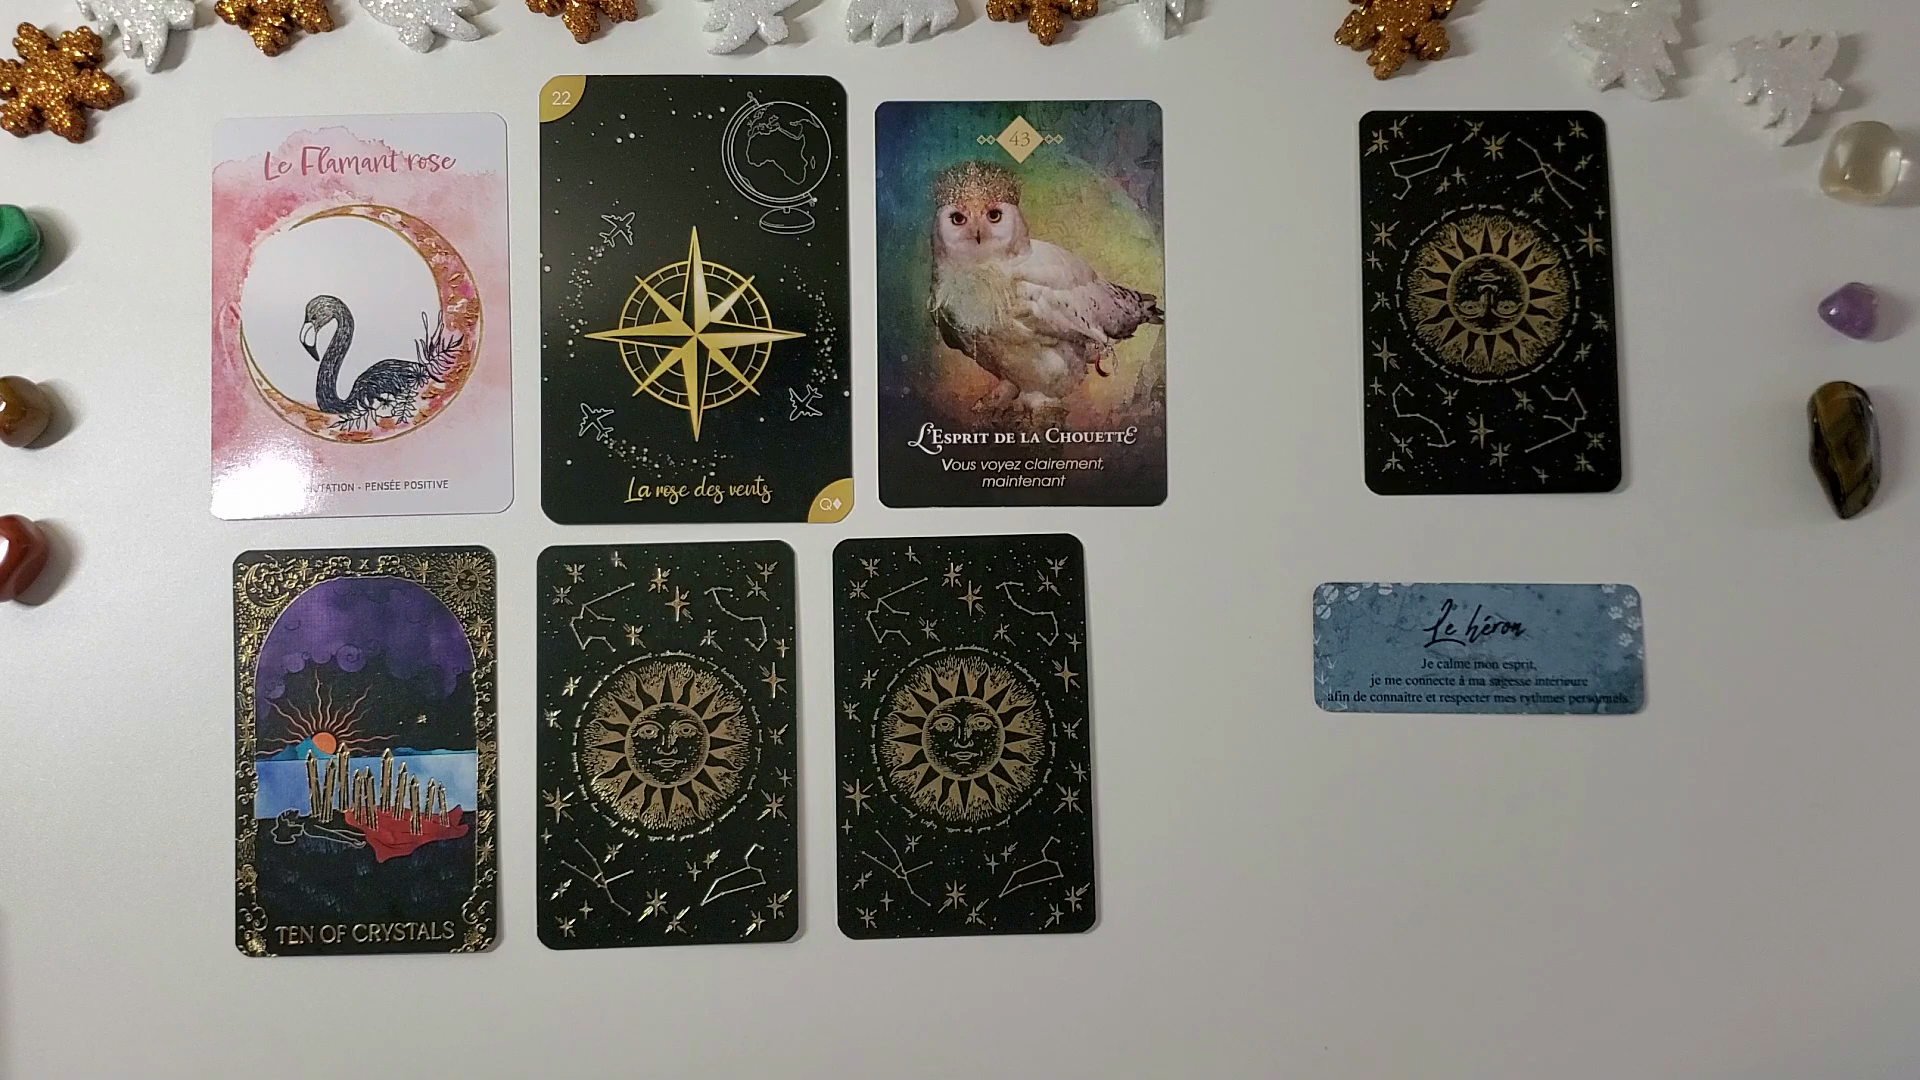 Le Flamant rose
PENSÉE POSITIVE
22
La rose des vents
Q♦
43
L'ESPRIT DE LA CHOUETTE
Vous voyez clairement,
maintenant
X
TEN OF CRYSTALS
Le héron
Je calme mon esprit,
je me connecte à ma sagesse intérieure
afin de connaître et respecter mes rythmes personnels.